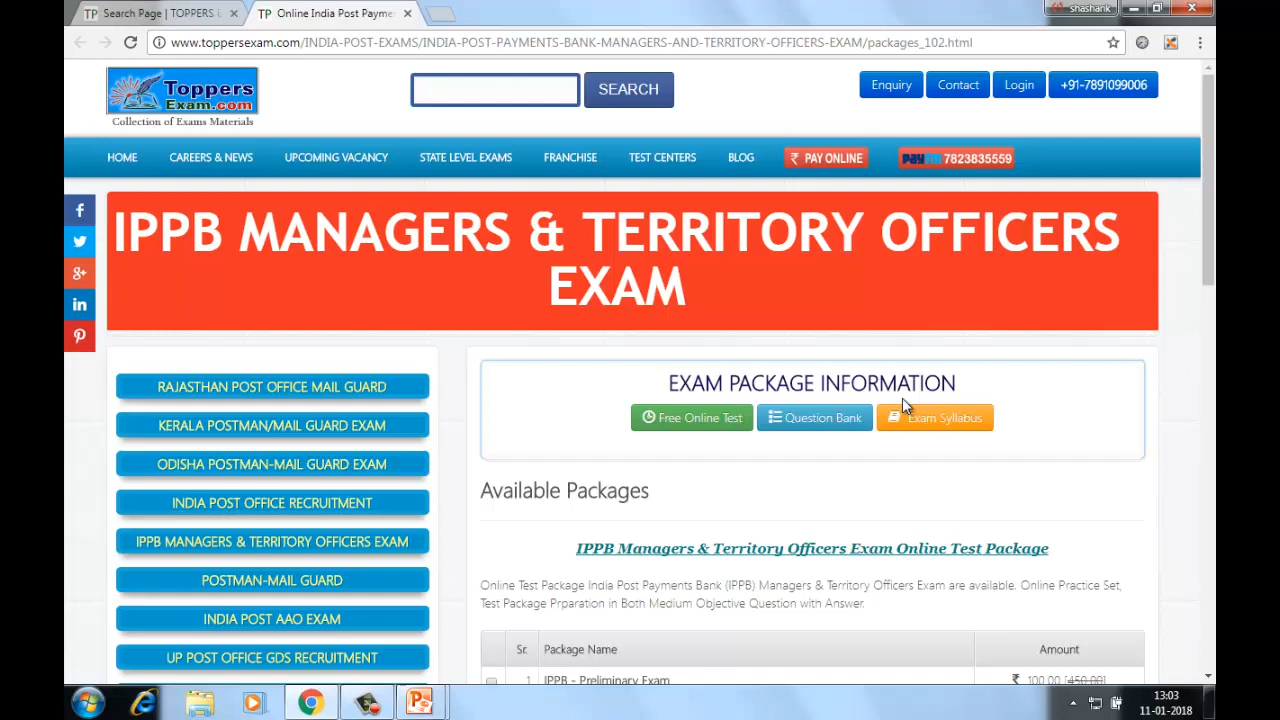 Search Page | TOPPERS
Online India Post Payme
shashank
www.toppersexam.com/INDIA-POST-EXAMS/INDIA-POST-PAYMENTS-BANK-MANAGERS-AND-TERRITORY-OFFICERS-EXAM/packages_102.html
Toppers
Exam.com
Collection of Exams Materials
SEARCH
Enquiry
Contact
Login
+91-7891099006
HOME
CAREERS & NEWS
UPCOMING VACANCY
STATE LEVEL EXAMS
FRANCHISE
TEST CENTERS
BLOG
₹ PAY ONLINE
Paytm 7823835559
IPPB MANAGERS & TERRITORY OFFICERS
EXAM
RAJASTHAN POST OFFICE MAIL GUARD
KERALA POSTMAN/MAIL GUARD EXAM
ODISHA POSTMAN-MAIL GUARD EXAM
INDIA POST OFFICE RECRUITMENT
IPPB MANAGERS & TERRITORY OFFICERS EXAM
POSTMAN-MAIL GUARD
INDIA POST AAO EXAM
UP POST OFFICE GDS RECRUITMENT
EXAM PACKAGE INFORMATION
Free Online Test
Question Bank
Exam Syllabus
Available Packages
IPPB Managers & Territory Officers Exam Online Test Package
Online Test Package India Post Payments Bank (IPPB) Managers & Territory Officers Exam are available. Online Practice Set,
Test Package Prparation in Both Medium Objective Question with Answer.
Sr. Package Name Amount
1 IPPB - Preliminary Exam ₹ 100.00 [450.00]
13:03
11-01-2018